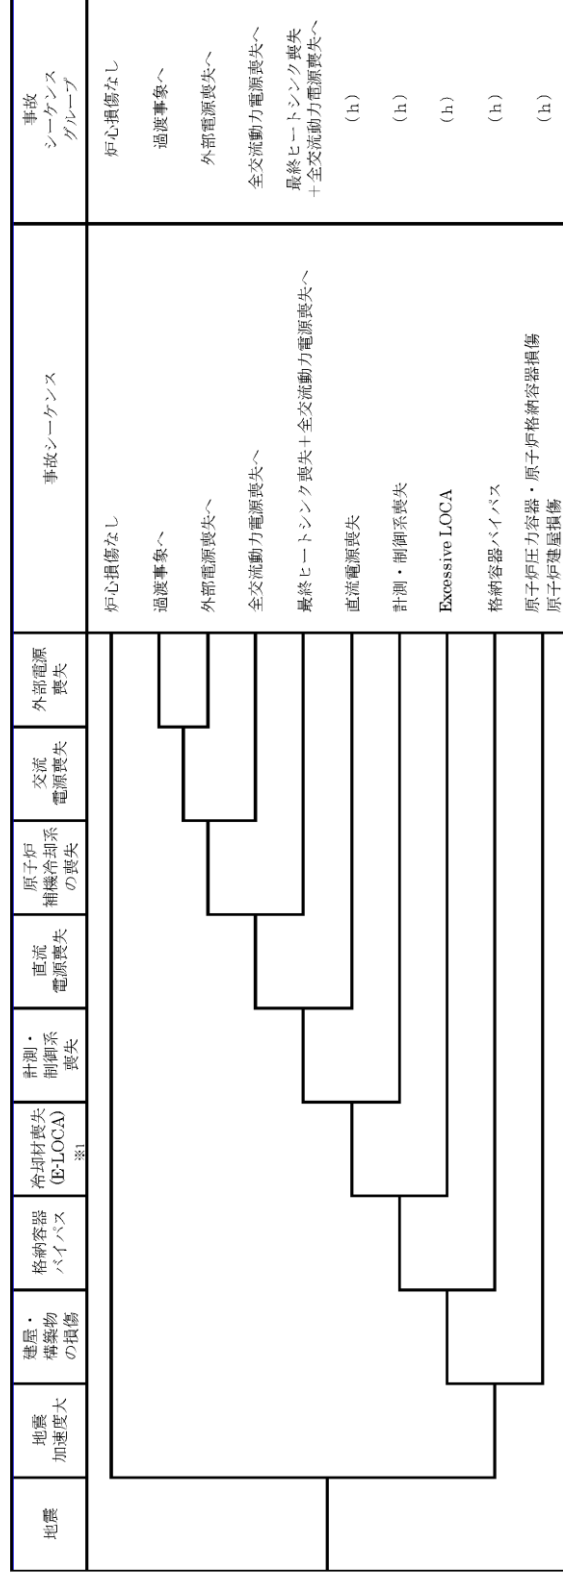 地震
地震
加速度大
建屋・
構築物
の損傷
格納容器
バイパス
冷却材喪失
(E-LOCA)
※1
計測・
制御系
喪失
直流
電源喪失
原子炉
補機冷却系
の喪失
交流
電源喪失
外部電源
喪失
事故シーケンス
事故
シーケンス
グループ
炉心損傷なし
炉心損傷なし
過渡事象へ
過渡事象へ
外部電源喪失へ
外部電源喪失へ
全交流動力電源喪失へ
全交流動力電源喪失へ
最終ヒートシンク喪失＋全交流動力電源喪失へ
最終ヒートシンク喪失
＋全交流動力電源喪失へ
直流電源喪失
(h)
計測・制御系喪失
(h)
Excessive LOCA
(h)
格納容器バイパス
(h)
原子炉圧力容器・原子炉格納容器損傷
原子炉建屋損傷
(h)